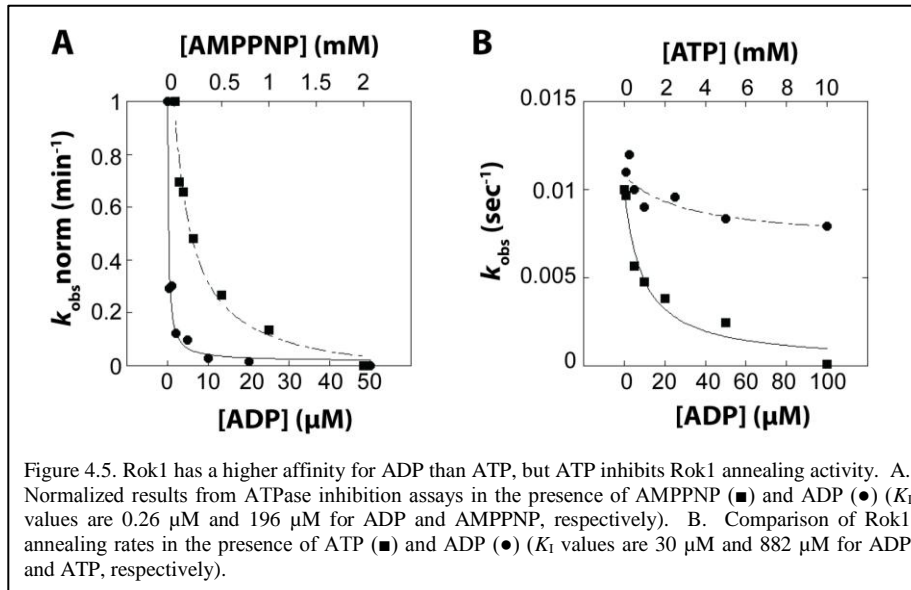 A
B
[AMPPNP] (mM)
[ATP] (mM)
0 0.5 1 1.5 2
0 2 4 6 8 10
1
0.8
0.6
0.4
0.2
0
k obs norm (min-1)
0.015
0.01
0.005
0
k obs (sec-1)
0 10 20 30 40 50
0 20 40 60 80 100
[ADP] (µM)
[ADP] (µM)
Figure 4.5. Rok1 has a higher affinity for ADP than ATP, but ATP inhibits Rok1 annealing activity. A.
Normalized results from ATPase inhibition assays in the presence of AMPPNP (■) and ADP (●) (KI
values are 0.26 µM and 196 µM for ADP and AMPPNP, respectively). B. Comparison of Rok1
annealing rates in the presence of ATP (■) and ADP (●) (KI values are 30 µM and 882 µM for ADP
and ATP, respectively).